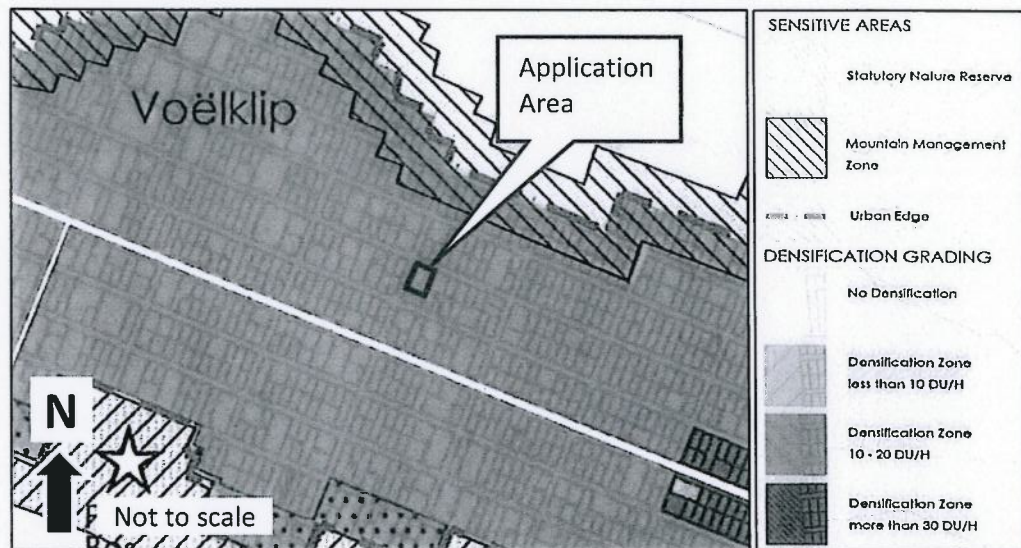 Voëlklip
Application
Area
N
Not to scale
SENSITIVE AREAS
Statutory Nature Reserve
Mountain Management
Zone
Urban Edge
DENSIFICATION GRADING
No Densification
Densification Zone
less than 10 DU/H
Densification Zone
10 - 20 DU/H
Densification Zone
more than 30 DU/H